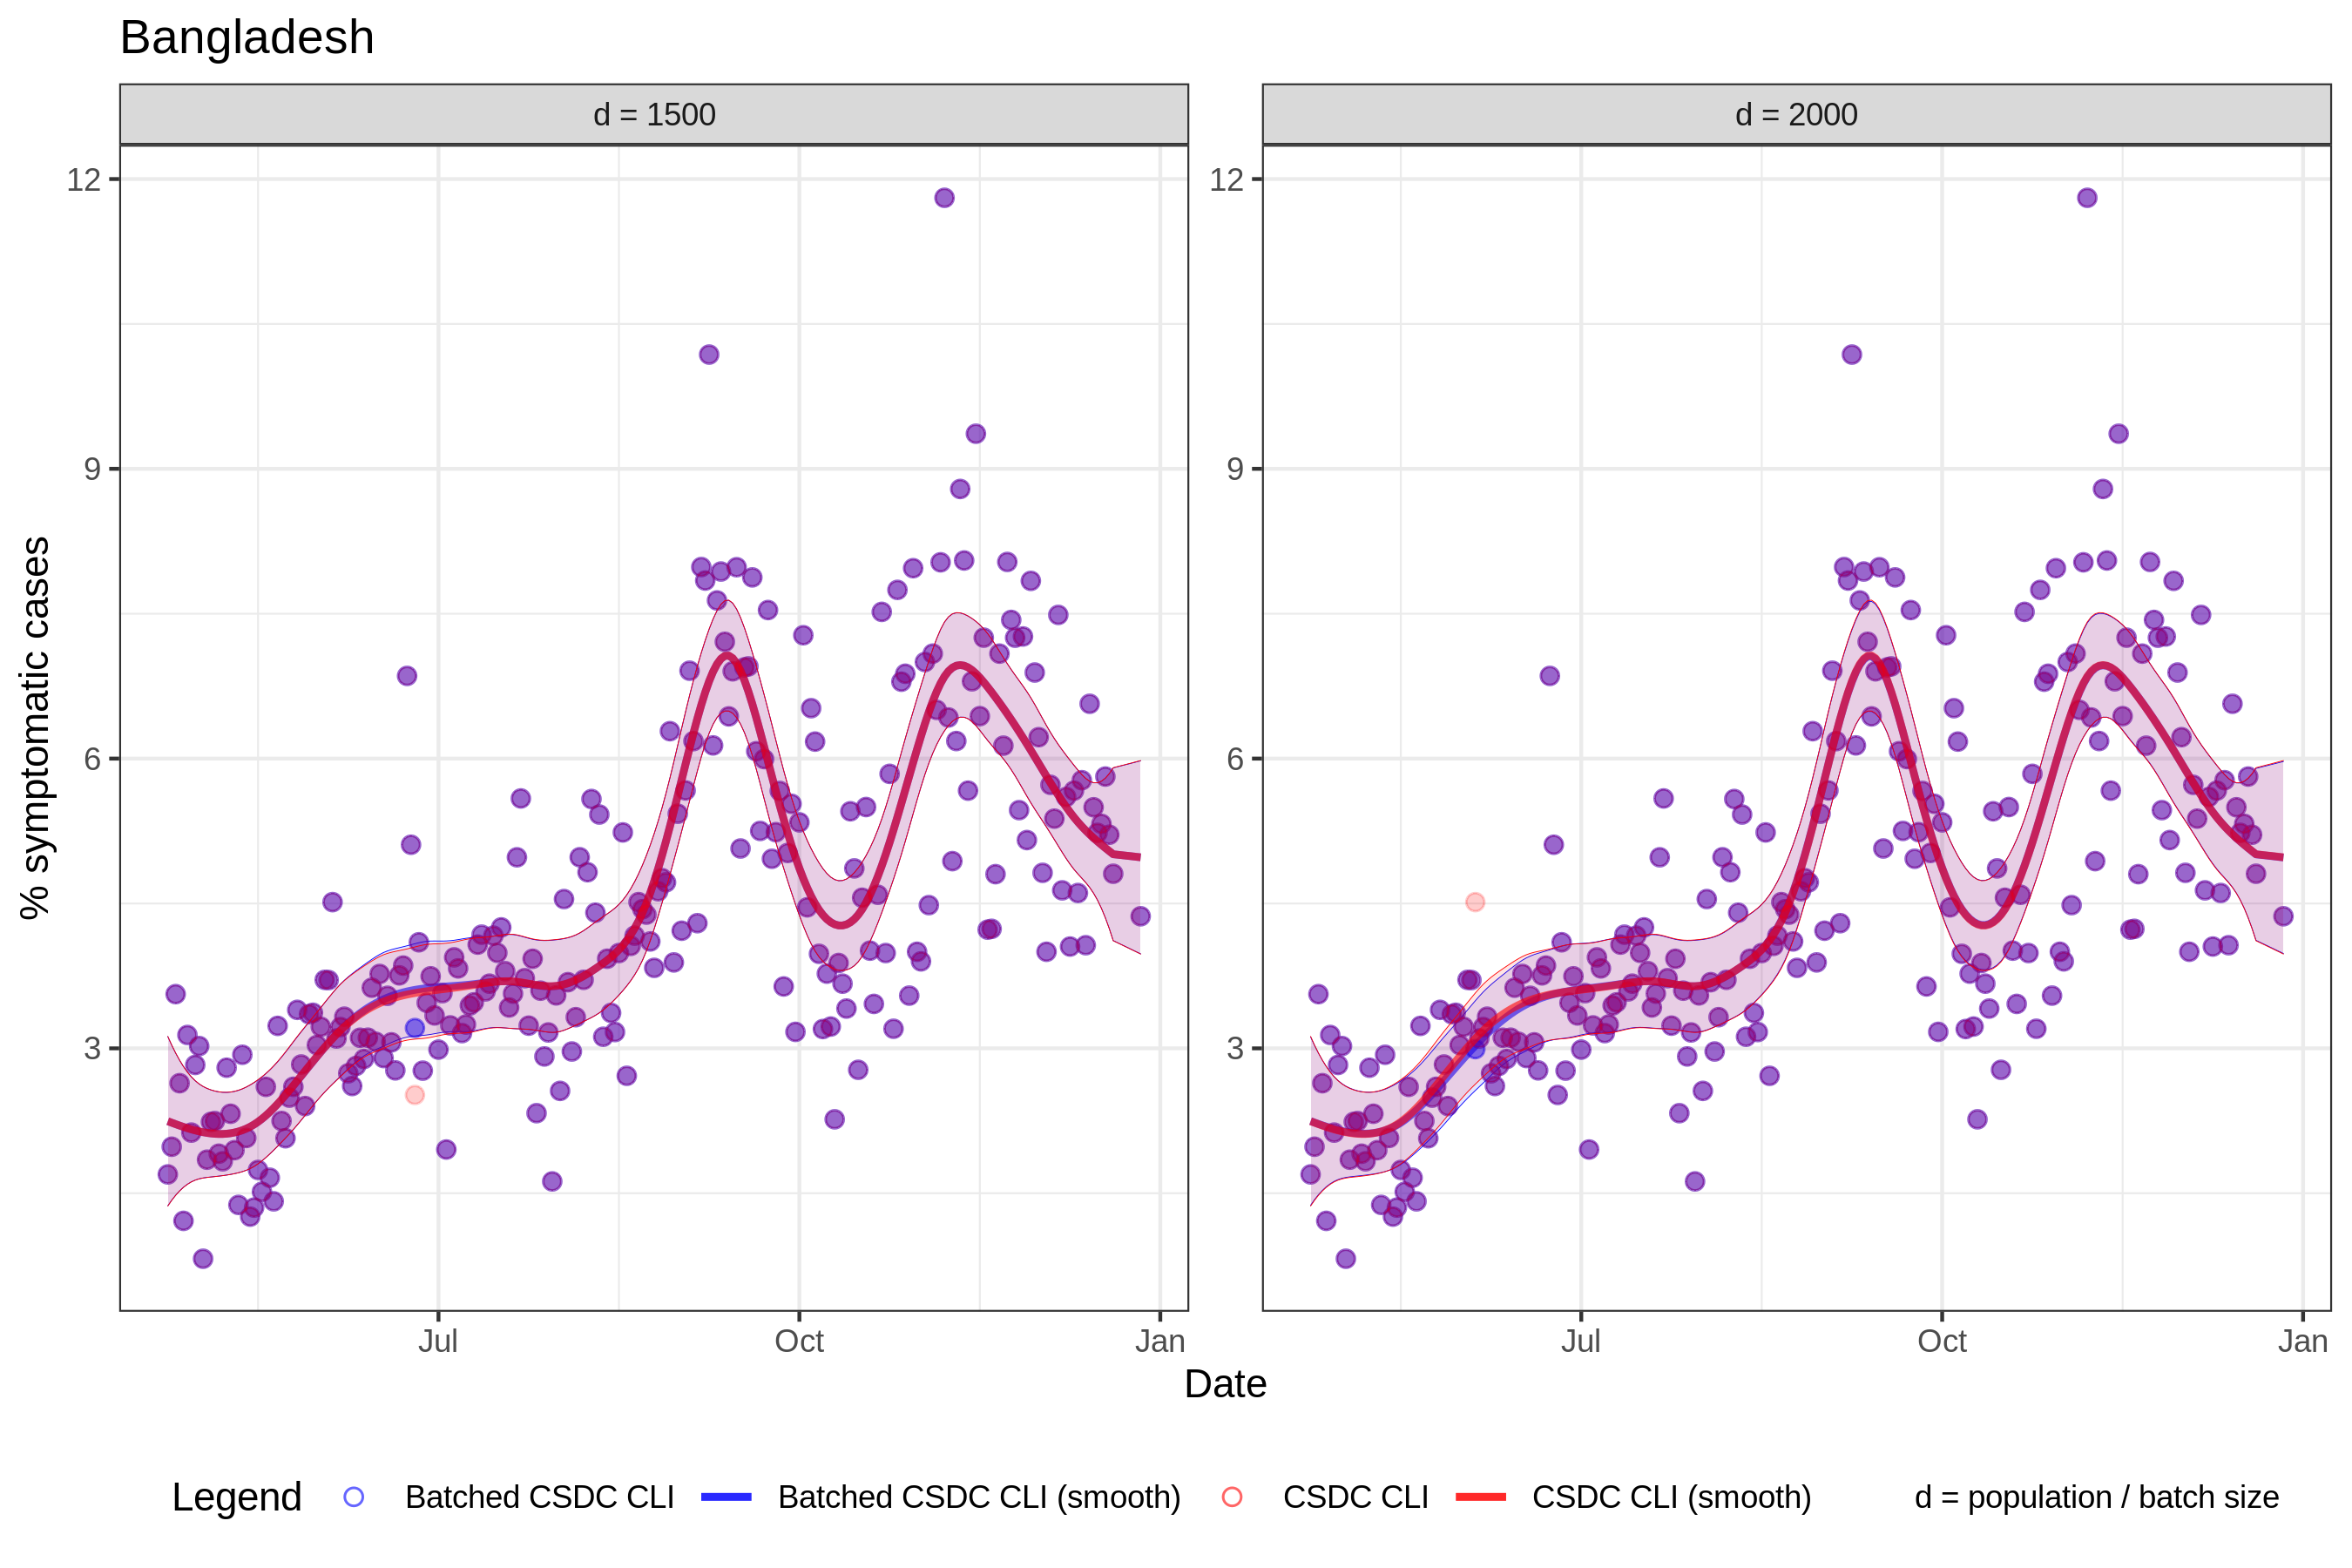 Bangladesh
d = 1500
d = 2000
% symptomatic cases
12
9
6
3
12
9
6
3
Jul
Oct
Jan
Jul
Oct
Jan
Date
Legend
Batched CSDC CLI
Batched CSDC CLI (smooth)
CSDC CLI
CSDC CLI (smooth)
d = population / batch size